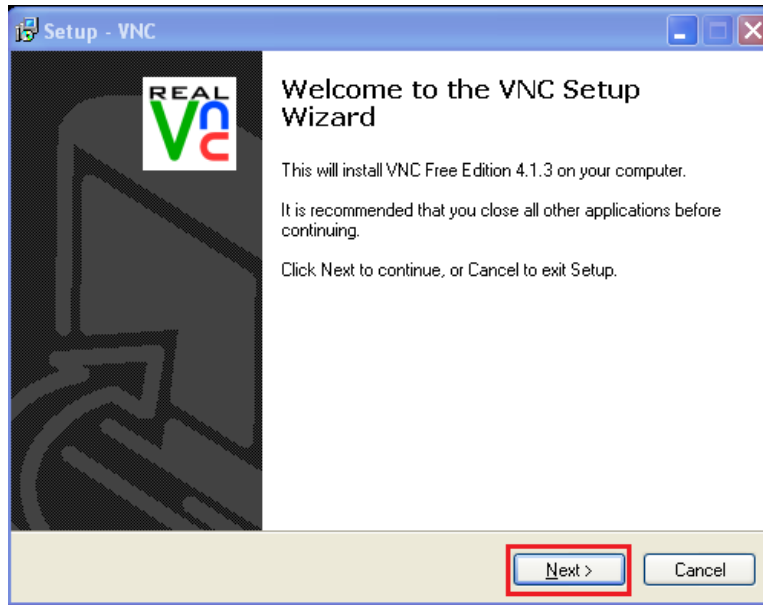 Setup - VNC
REAL
VNC
Welcome to the VNC Setup
Wizard
This will install VNC Free Edition 4.1.3 on your computer.
It is recommended that you close all other applications before
continuing.
Click Next to continue, or Cancel to exit Setup.
Next >
Cancel